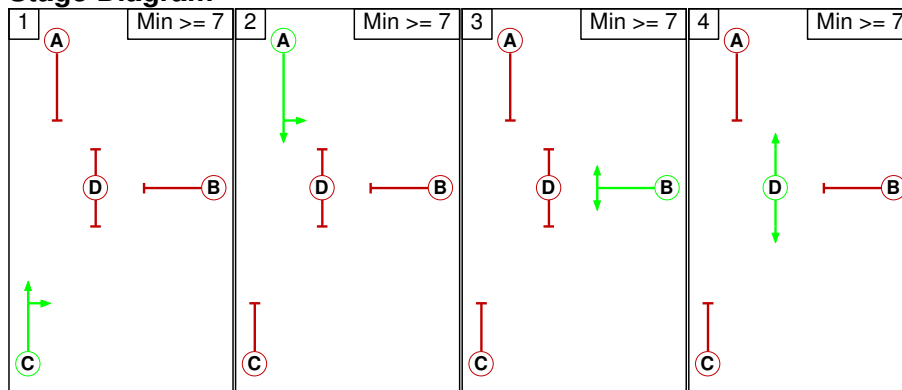 Stage Diagram
1 Min >= 7 2 Min >= 7 3 Min >= 7 4 Min >= 7
A A A A
D B D B D B D B
C C C C